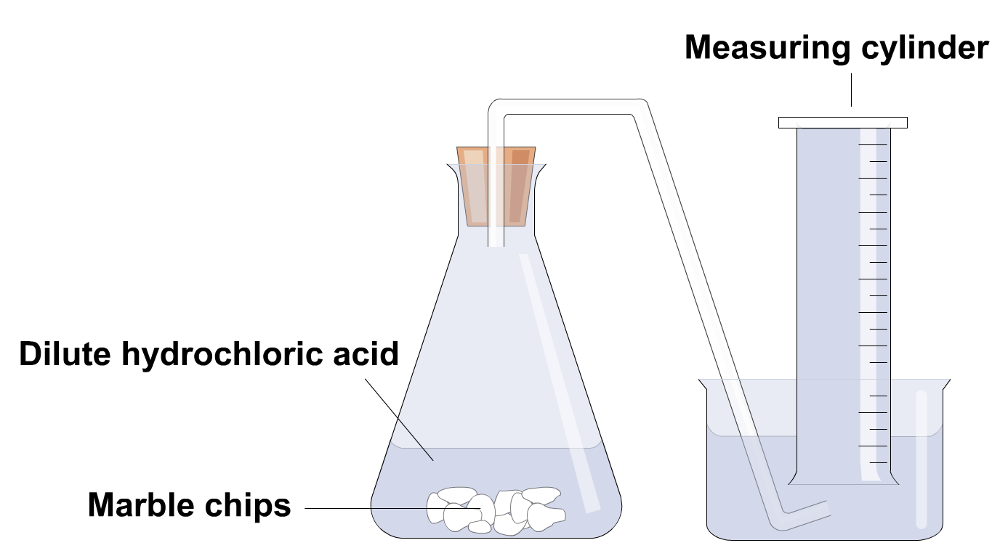 Measuring cylinder
Dilute hydrochloric acid
Marble chips